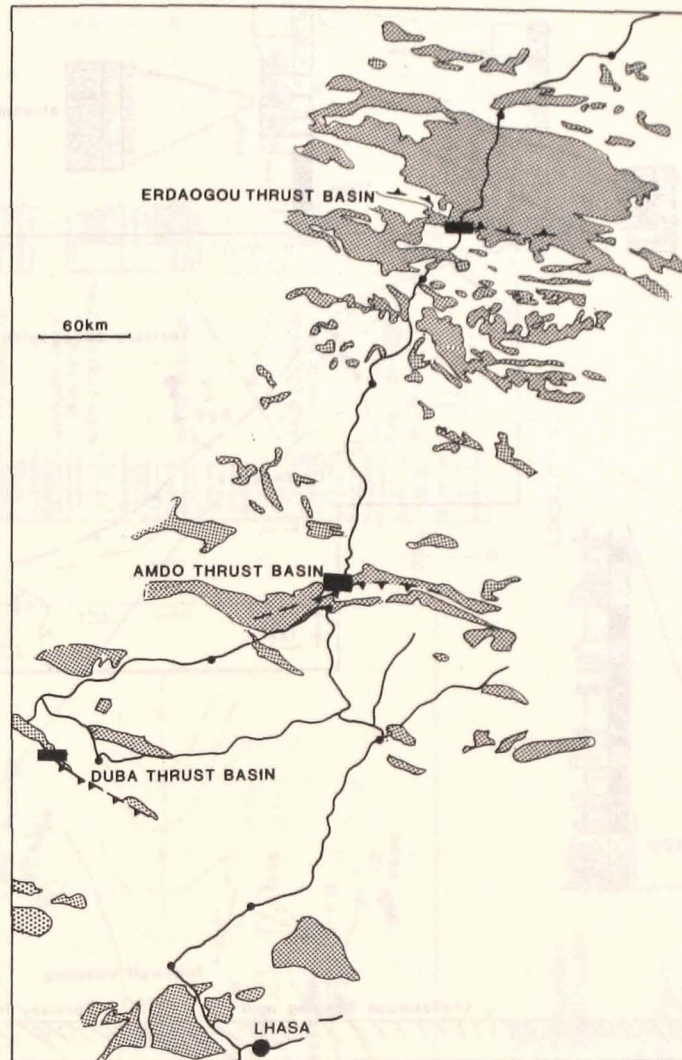 ERDAOGOU THRUST BASIN
60km
AMDO THRUST BASIN
DUBA THRUST BASIN
LHASA